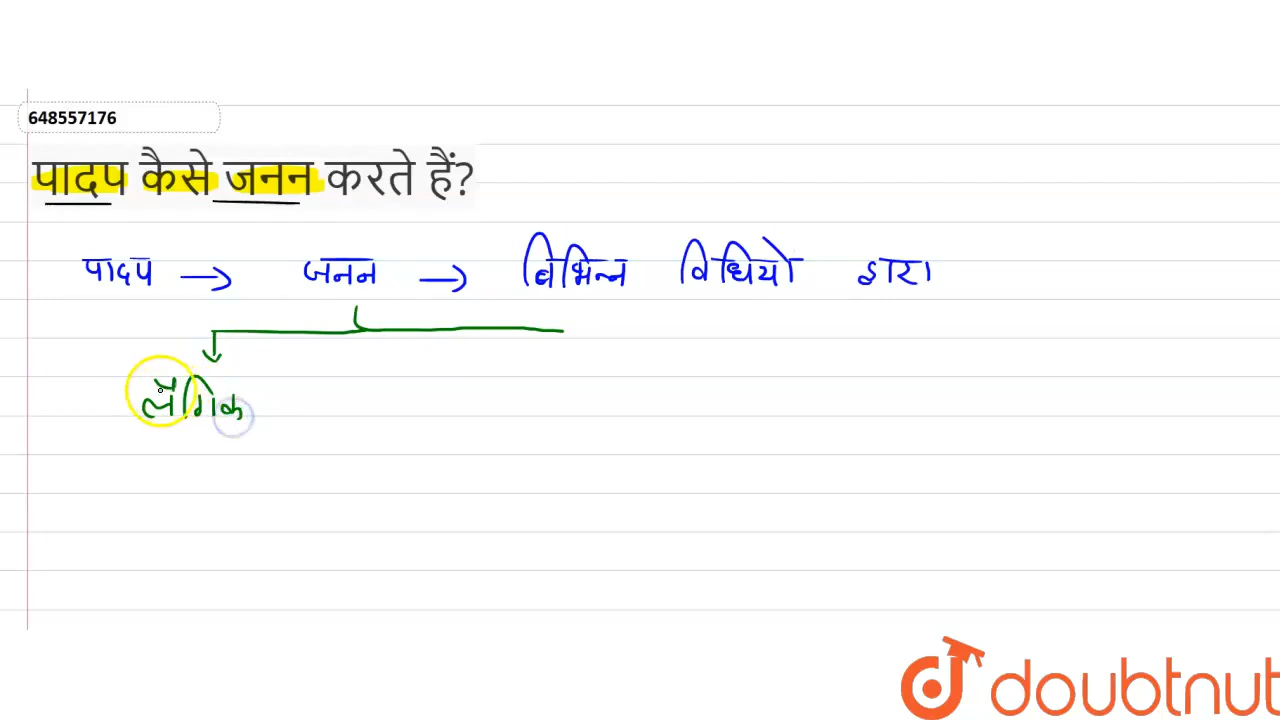 648557176
पादप कैसे जनन करते हैं?
पादप → जनन → विभिन्न विधियो द्वारा
लैंगिक
doubtnut